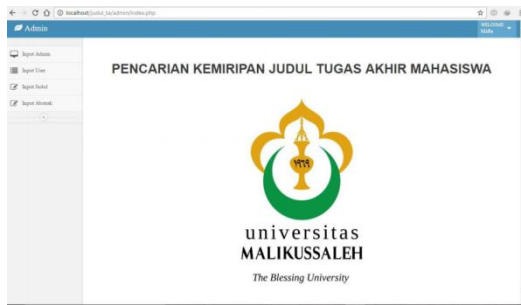 localhost/judul_ta/admin/index.php
Admin
WELCOME
Input Admin
Input User
Input Judul
Input Abstrak
PENCARIAN KEMIRIPAN JUDUL TUGAS AKHIR MAHASISWA
١٩٦٩
universitas
MALIKUSSALEH
The Blessing University